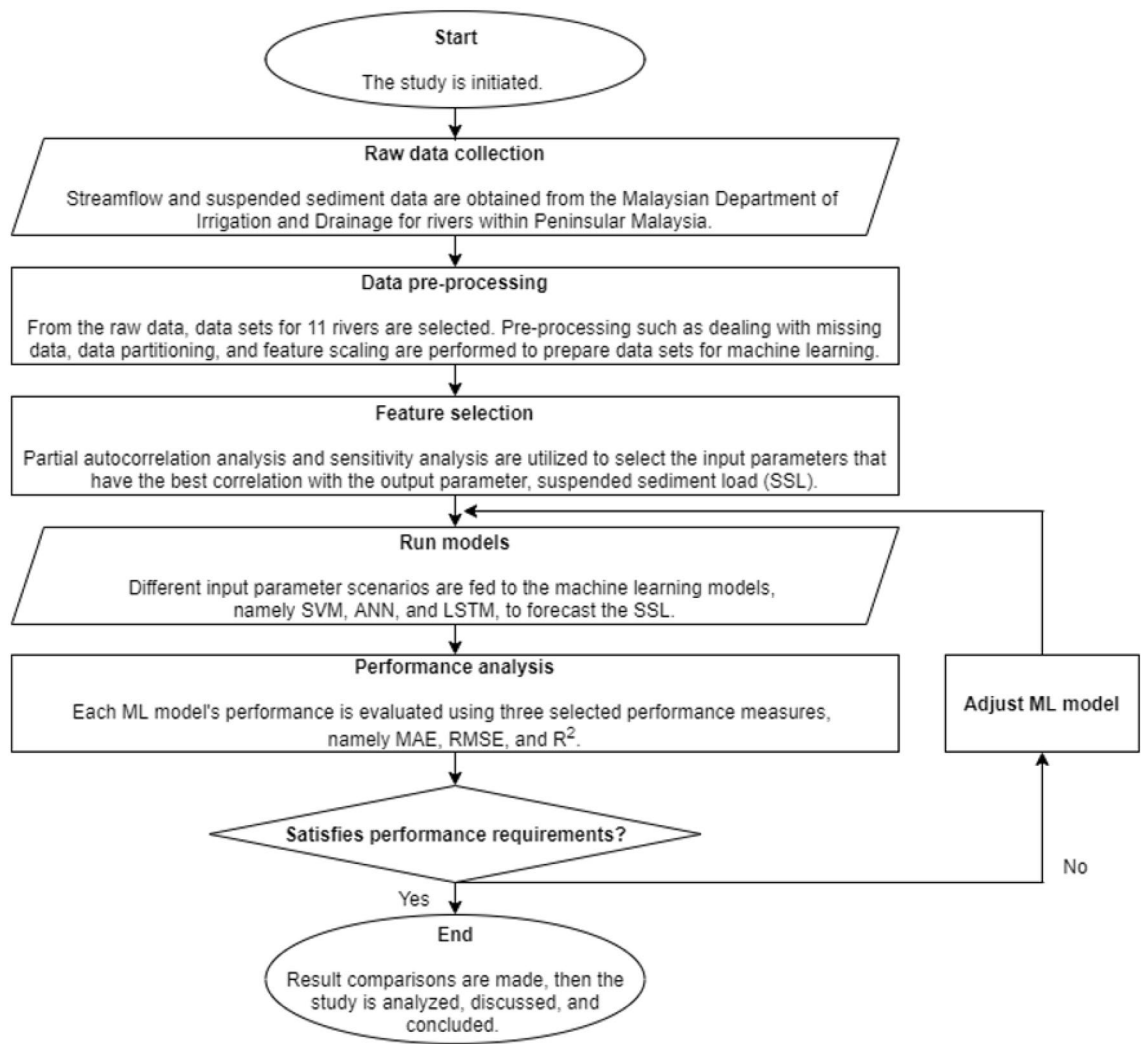 Start
The study is initiated.
Raw data collection
Streamflow and suspended sediment data are obtained from the Malaysian Department of
Irrigation and Drainage for rivers within Peninsular Malaysia.
Data pre-processing
From the raw data, data sets for 11 rivers are selected. Pre-processing such as dealing with missing
data, data partitioning, and feature scaling are performed to prepare data sets for machine learning.
Feature selection
Partial autocorrelation analysis and sensitivity analysis are utilized to select the input parameters that
have the best correlation with the output parameter, suspended sediment load (SSL).
Run models
Different input parameter scenarios are fed to the machine learning models,
namely SVM, ANN, and LSTM, to forecast the SSL.
Performance analysis
Each ML model's performance is evaluated using three selected performance measures,
namely MAE, RMSE, and R².
Adjust ML model
Satisfies performance requirements?
No
Yes
End
Result comparisons are made, then the
study is analyzed, discussed, and
concluded.